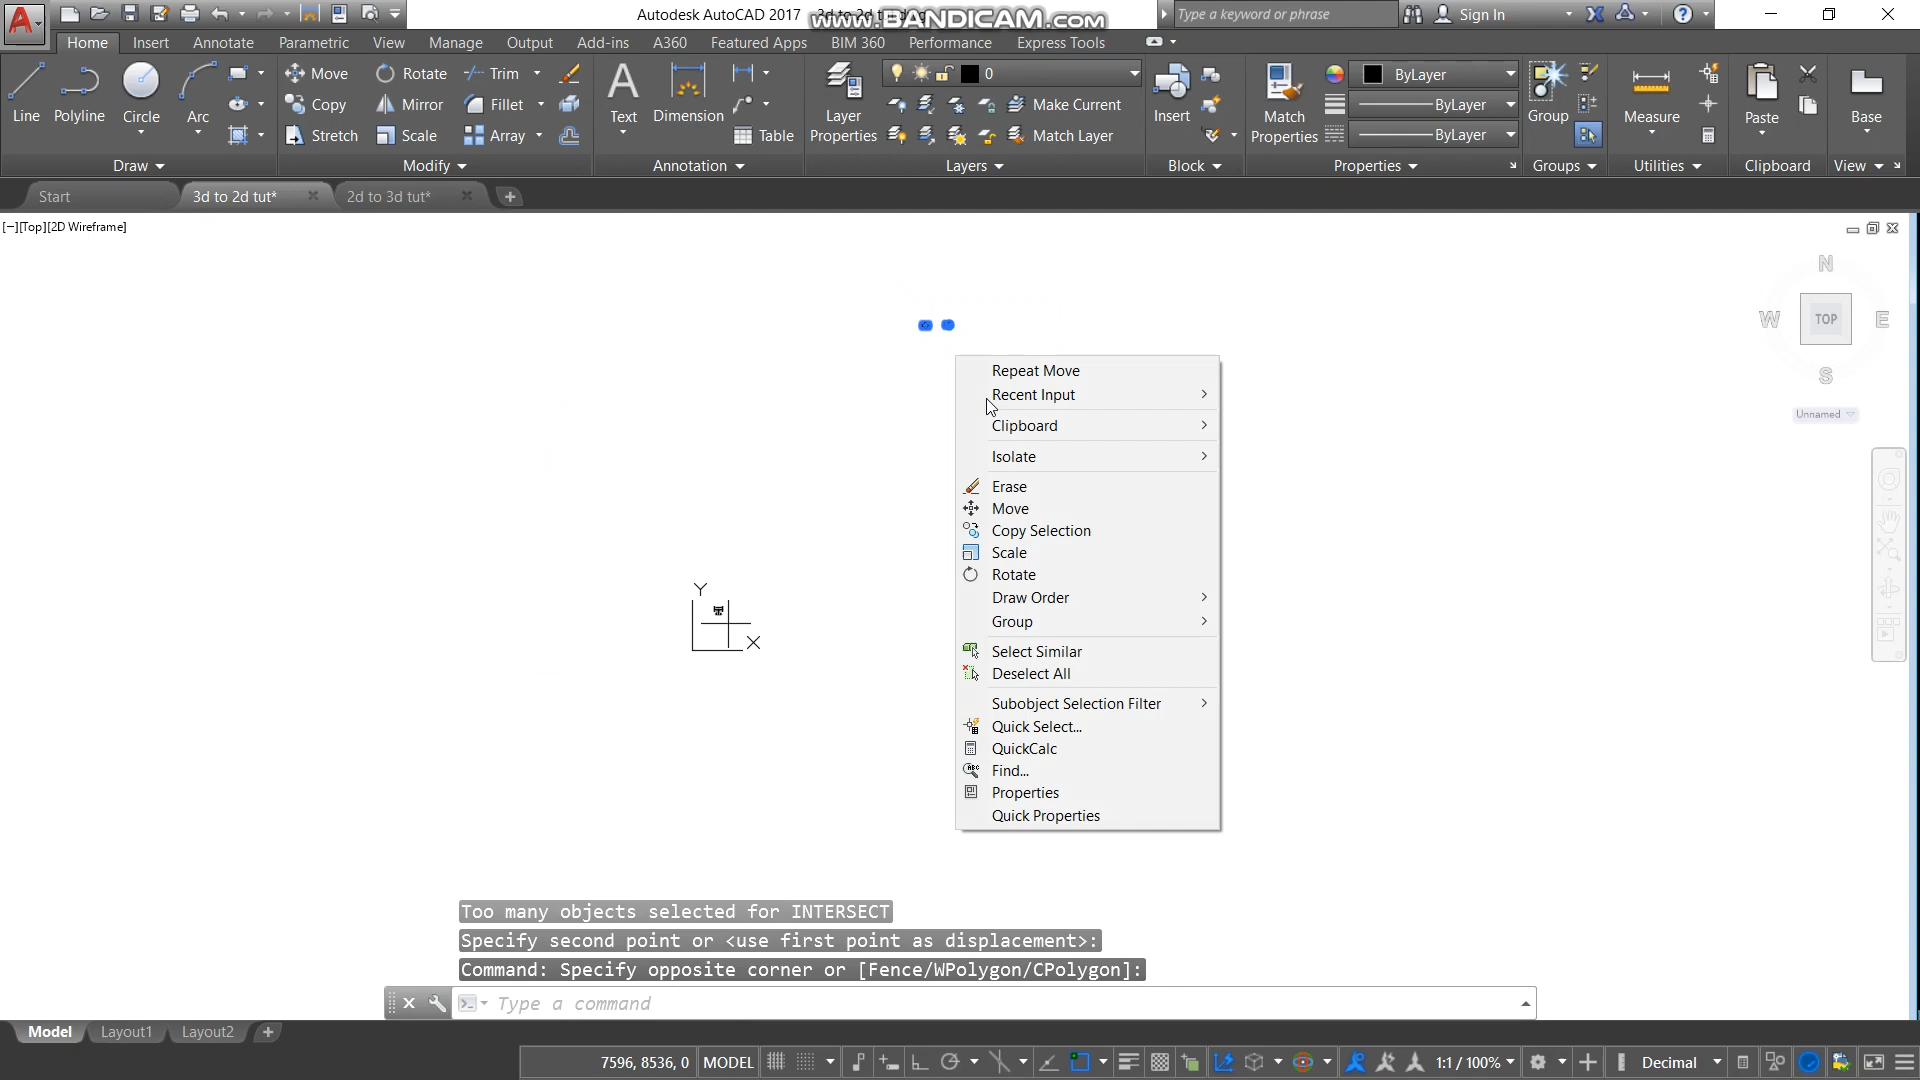 Autodesk AutoCAD 2017
www.BANDICAM.com
Type a keyword or phrase
Sign In
Home Insert Annotate Parametric View Manage Output Add-ins A360 Featured Apps BIM 360 Performance Express Tools
Line Polyline Circle Arc
Move Rotate Trim
Copy Mirror Fillet
Stretch Scale Array
Text Dimension Table
Layer Properties
0
Make Current
Match Layer
Insert
Match Properties
ByLayer
ByLayer
ByLayer
Group
Measure
Paste
Base
Draw Modify Annotation Layers Block Properties Groups Utilities Clipboard View
Start 3d to 2d tut* 2d to 3d tut*
[−][Top][2D Wireframe]
N
W TOP E
S
Unnamed
Y
X
Repeat Move
Recent Input
Clipboard
Isolate
Erase
Move
Copy Selection
Scale
Rotate
Draw Order
Group
Select Similar
Deselect All
Subobject Selection Filter
Quick Select...
QuickCalc
Find...
Properties
Quick Properties
Too many objects selected for INTERSECT
Specify second point or <use first point as displacement>:
Command: Specify opposite corner or [Fence/WPolygon/CPolygon]:
Type a command
Model Layout1 Layout2
7596, 8536, 0 MODEL 1:1 / 100% Decimal